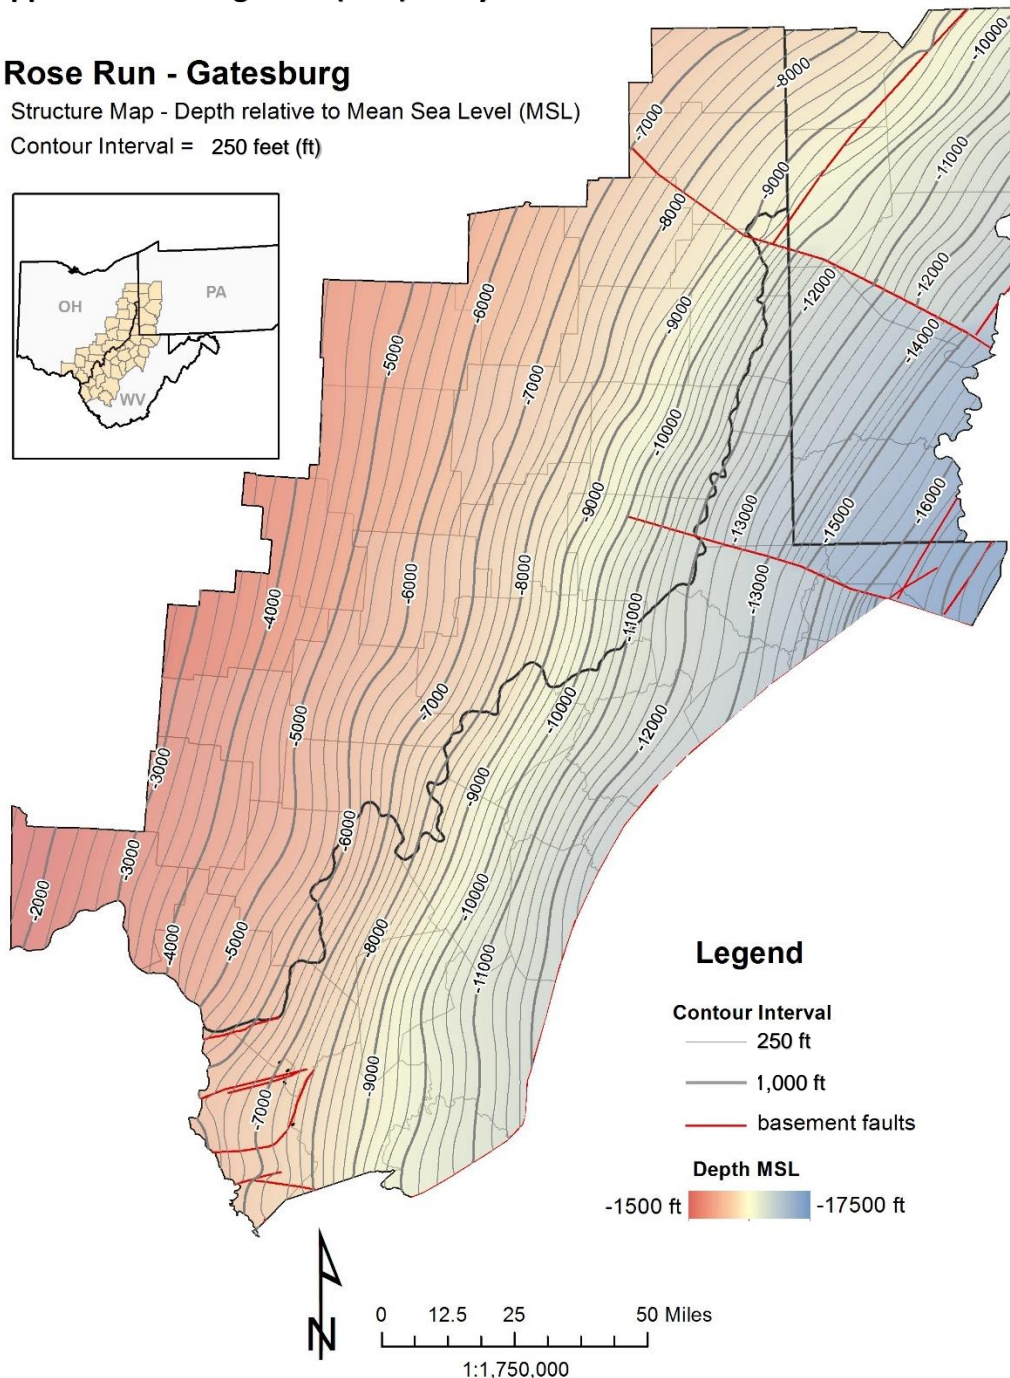 Rose Run - Gatesburg
Structure Map - Depth relative to Mean Sea Level (MSL)
Contour Interval = 250 feet (ft)
OH
PA
WV
-10000
-8000
-7000
-11000
-9000
-8000
-12000
-12000
-6000
-9000
-14000
-5000
-7000
-10000
-9000
-16000
-13000
-15000
-8000
-6000
-13000
-4000
-11000
-7000
-10000
-5000
-12000
-3000
-9000
-6000
-3000
-2000
-10000
-8000
-5000
-4000
-11000
-9000
-7000
Legend
Contour Interval
250 ft
1,000 ft
basement faults
Depth MSL
-1500 ft
-17500 ft
N
0 12.5 25 50 Miles
1:1,750,000